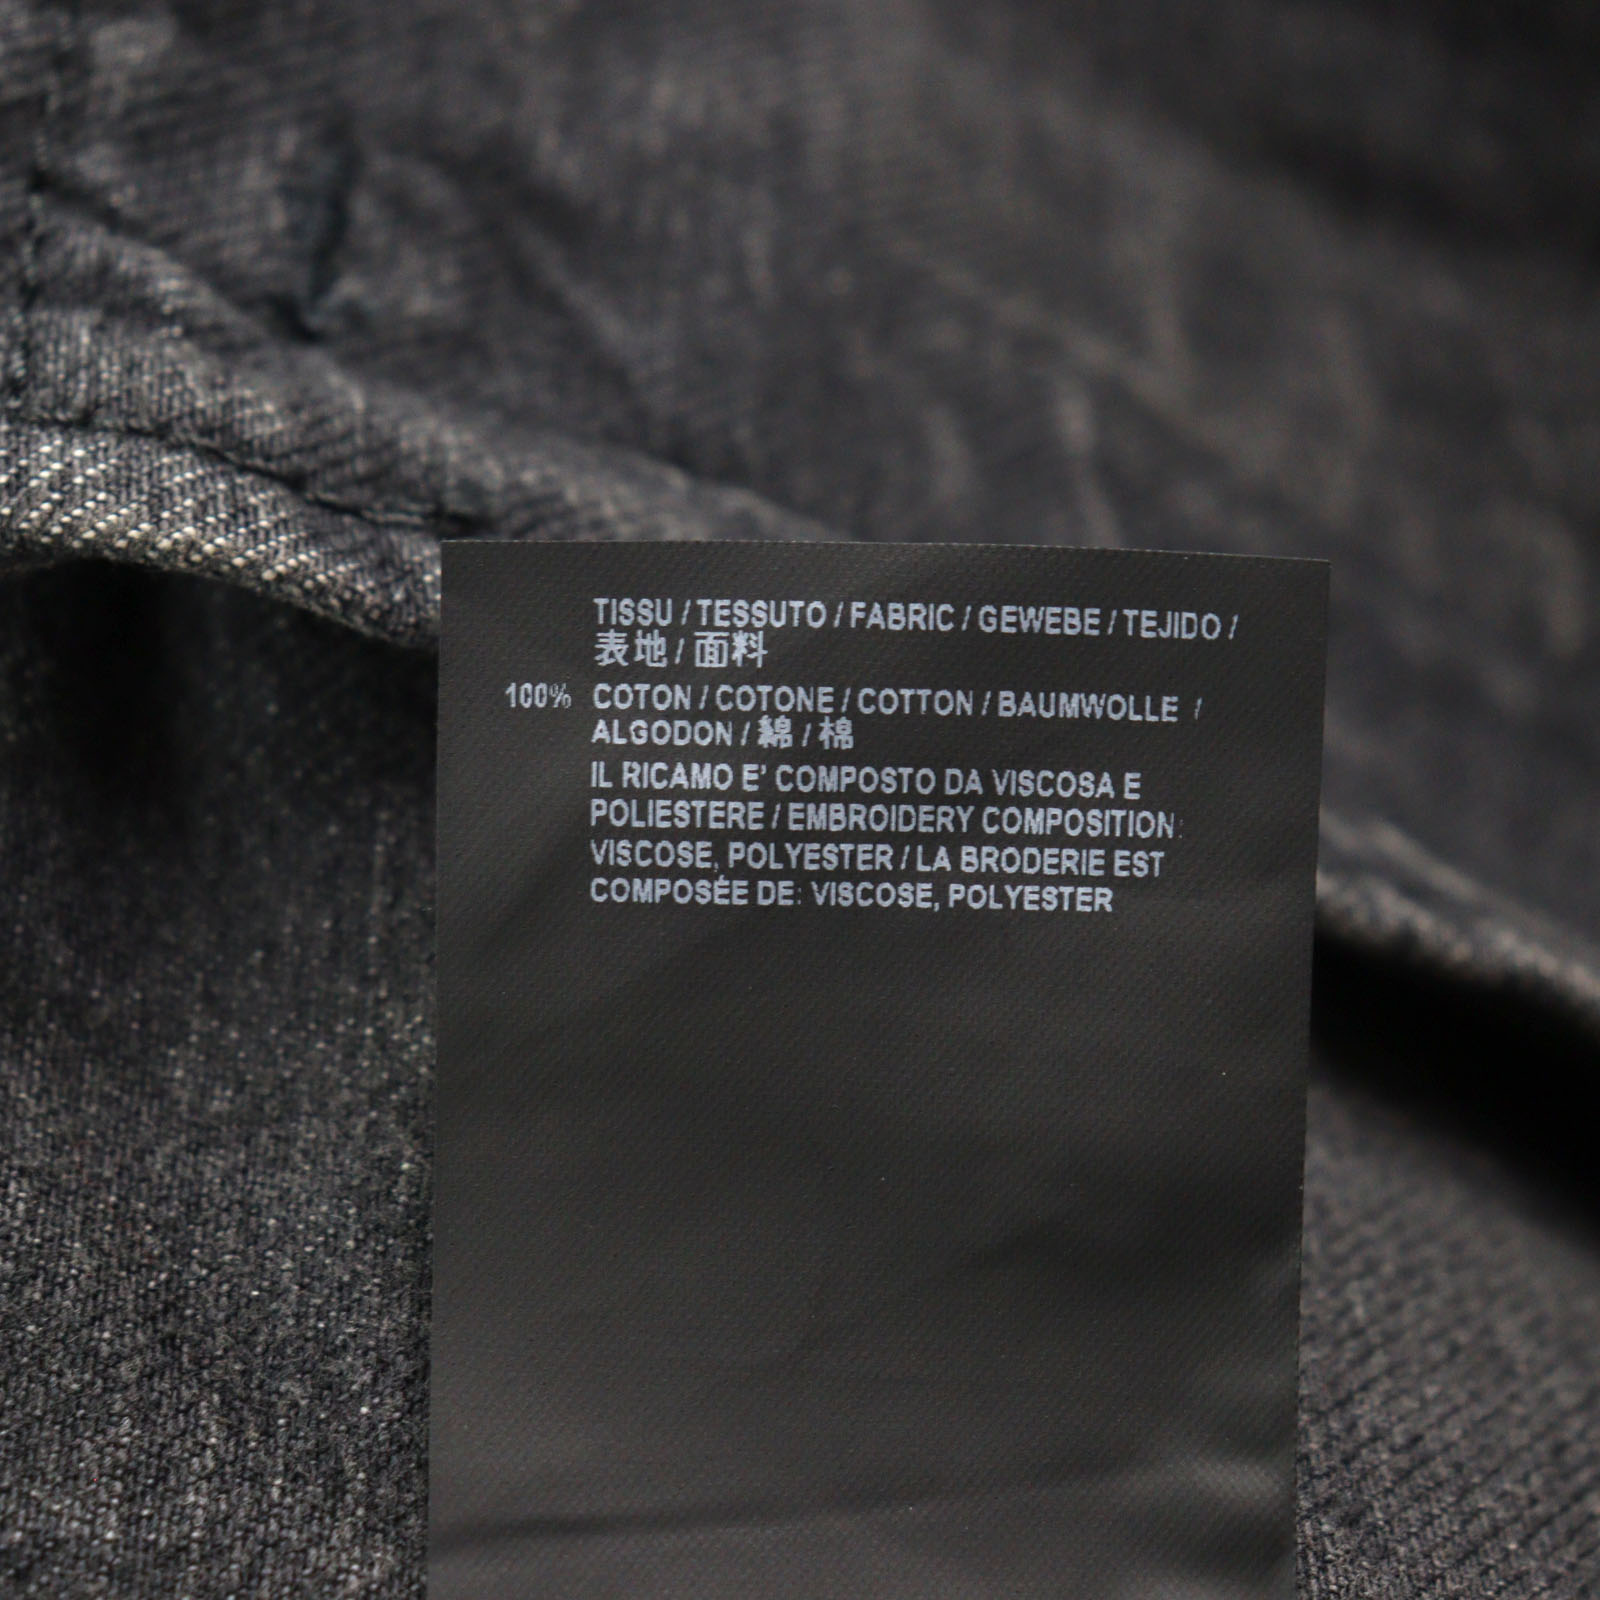 TISSU / TESSUTO / FABRIC / GEWEBE / TEJIDO /
表地 / 面料
100% COTON / COTONE / COTTON / BAUMWOLLE /
ALGODON / 綿 / 棉
IL RICAMO E' COMPOSTO DA VISCOSA E
POLIESTERE / EMBROIDERY COMPOSITION:
VISCOSE, POLYESTER / LA BRODERIE EST
COMPOSÉE DE: VISCOSE, POLYESTER